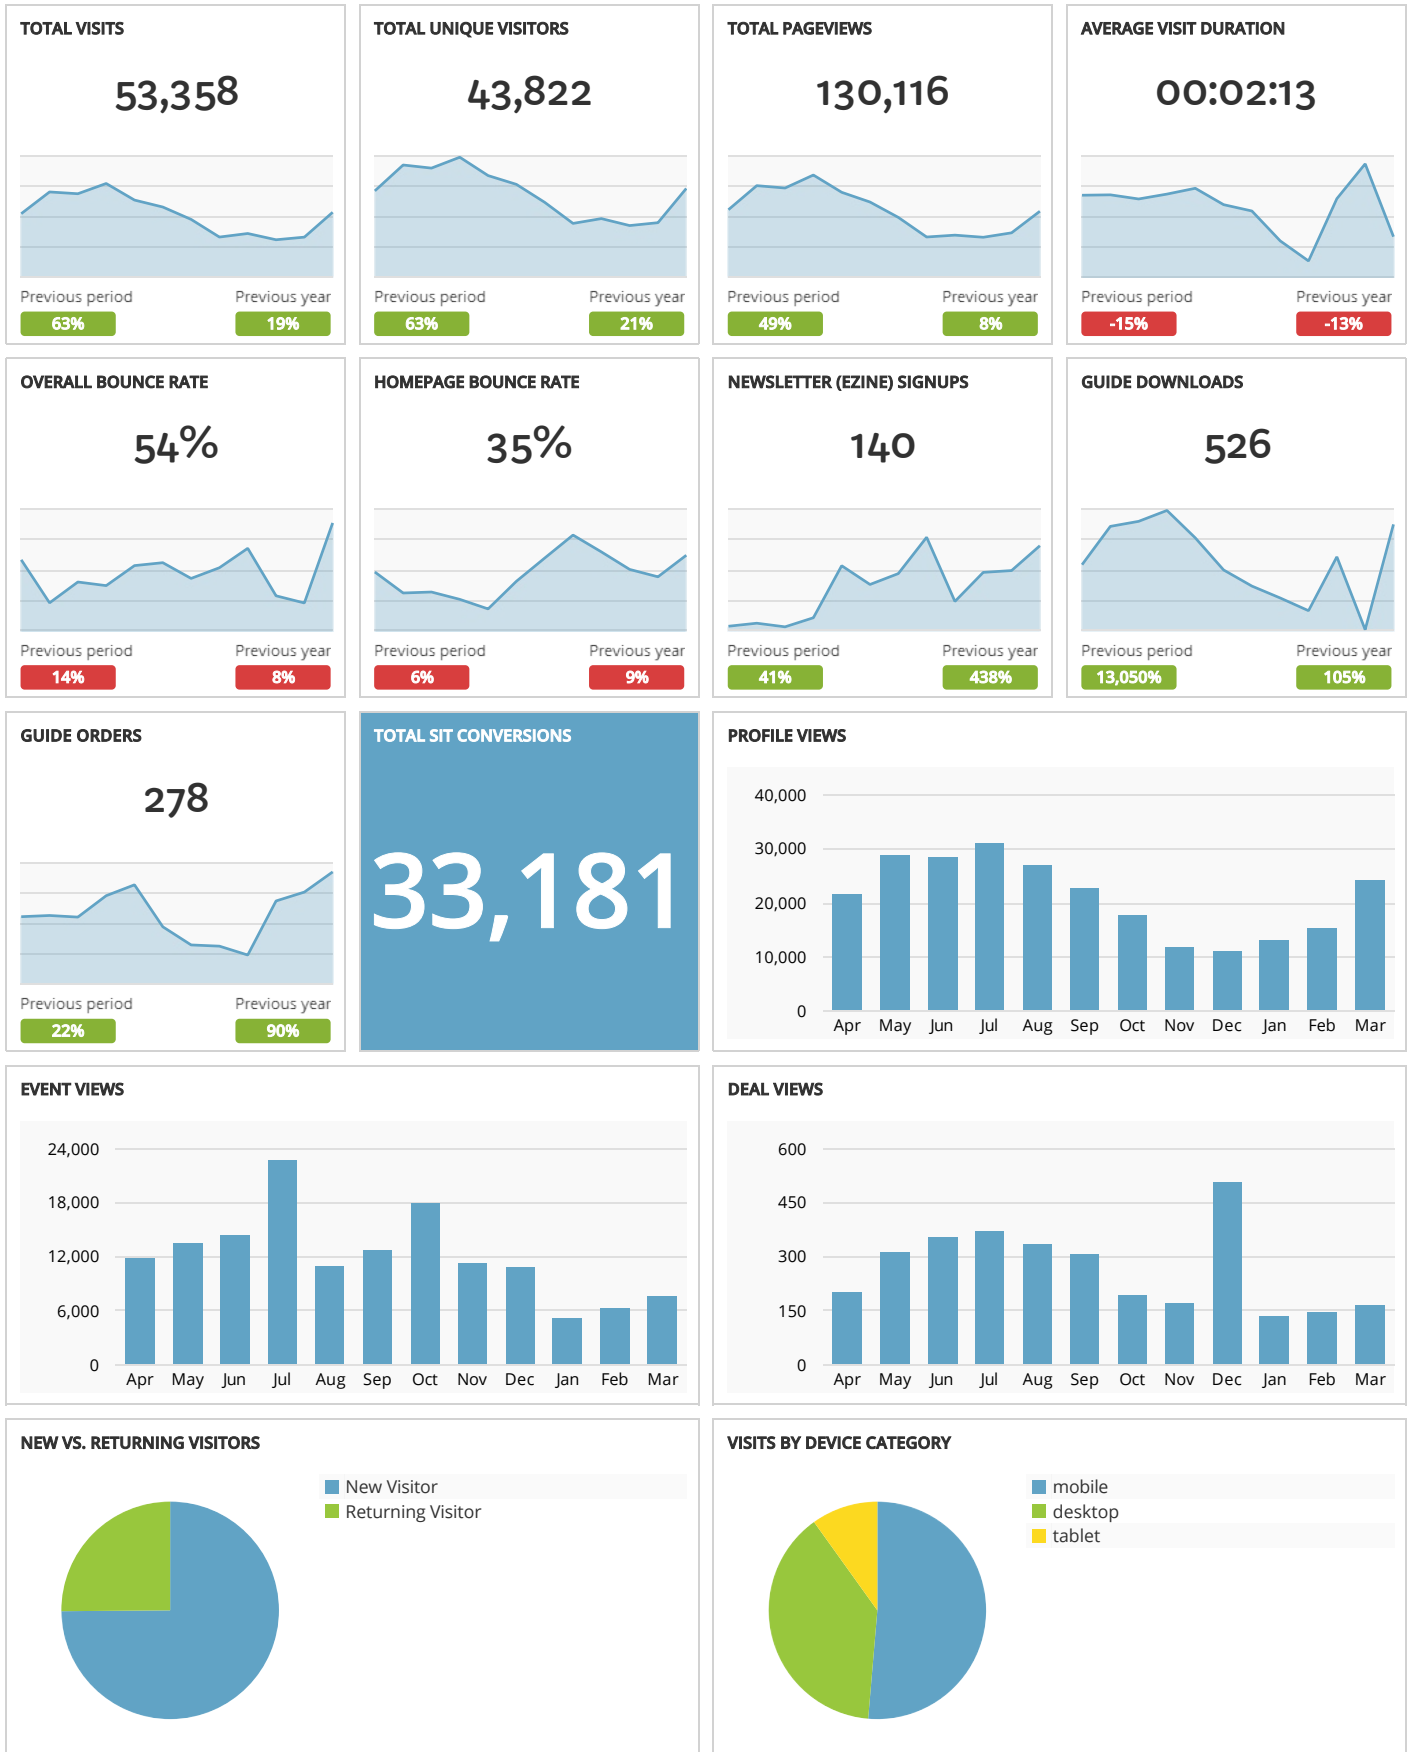 TOTAL VISITS
53,358
Previous period Previous year
63% 19%
TOTAL UNIQUE VISITORS
43,822
Previous period Previous year
63% 21%
TOTAL PAGEVIEWS
130,116
Previous period Previous year
49% 8%
AVERAGE VISIT DURATION
00:02:13
Previous period Previous year
-15% -13%
OVERALL BOUNCE RATE
54%
Previous period Previous year
14% 8%
HOMEPAGE BOUNCE RATE
35%
Previous period Previous year
6% 9%
NEWSLETTER (EZINE) SIGNUPS
140
Previous period Previous year
41% 438%
GUIDE DOWNLOADS
526
Previous period Previous year
13,050% 105%
GUIDE ORDERS
278
Previous period Previous year
22% 90%
TOTAL SIT CONVERSIONS
33,181
PROFILE VIEWS
40,000
30,000
20,000
10,000
0
Apr May Jun Jul Aug Sep Oct Nov Dec Jan Feb Mar
EVENT VIEWS
24,000
18,000
12,000
6,000
0
Apr May Jun Jul Aug Sep Oct Nov Dec Jan Feb Mar
DEAL VIEWS
600
450
300
150
0
Apr May Jun Jul Aug Sep Oct Nov Dec Jan Feb Mar
NEW VS. RETURNING VISITORS
New Visitor
Returning Visitor
VISITS BY DEVICE CATEGORY
mobile
desktop
tablet